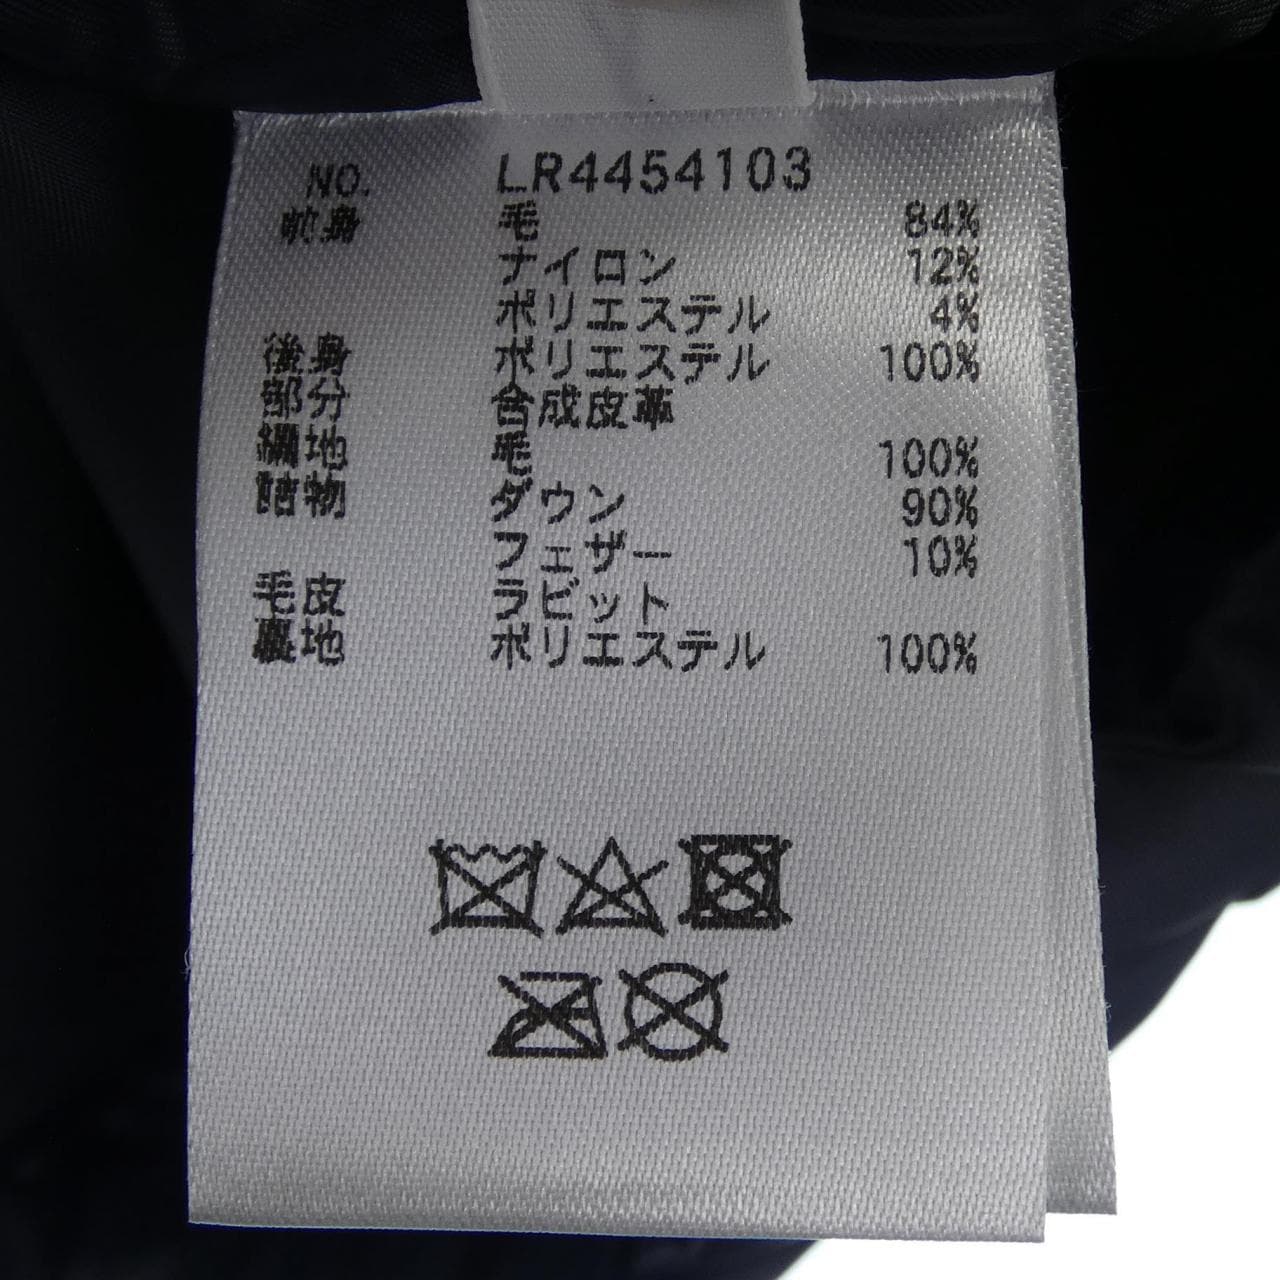 NO. LR4454103
前身 毛 84%
ナイロン 12%
ポリエステル 4%
後身 ポリエステル 100%
部分 合成皮革
編地 毛 100%
詰物 ダウン 90%
フェザー 10%
毛皮 ラビット
裏地 ポリエステル 100%